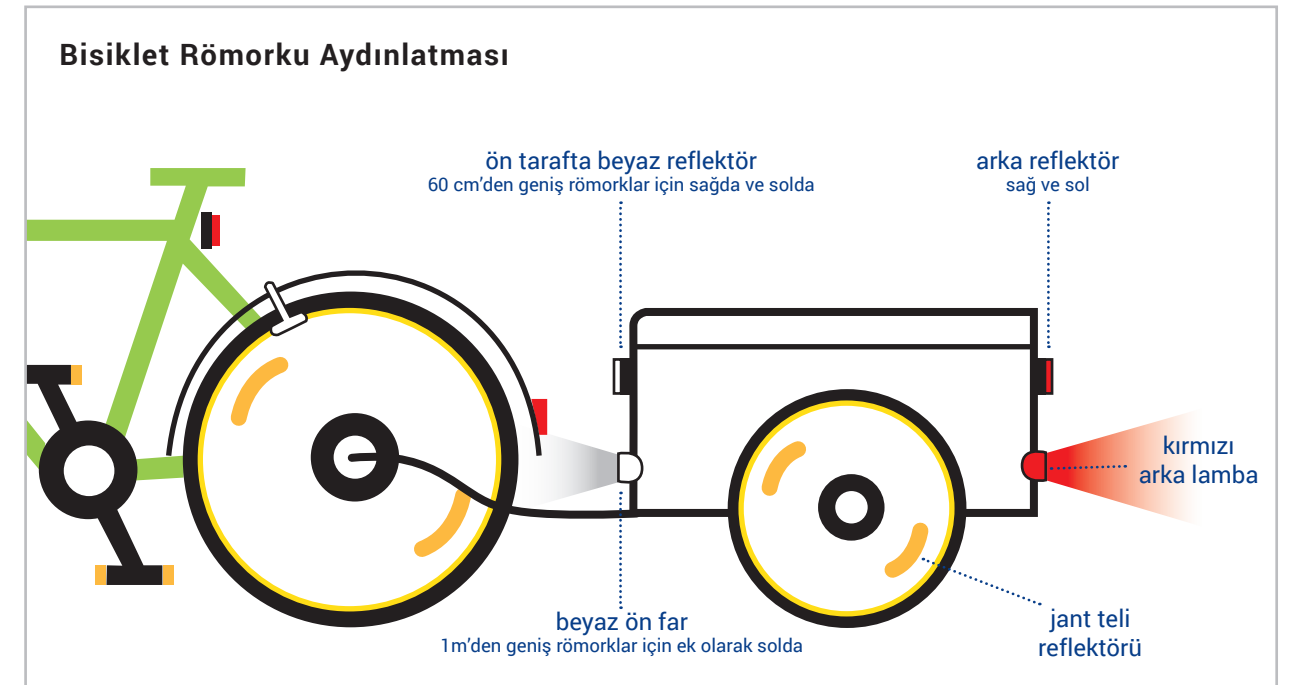 Bisiklet Römorku Aydınlatması
ön tarafta beyaz reflektör
60 cm’den geniş römorklar için sağda ve solda
arka reflektör
sağ ve sol
kırmızı
arka lamba
beyaz ön far
1m’den geniş römorklar için ek olarak solda
jant teli
reflektörü